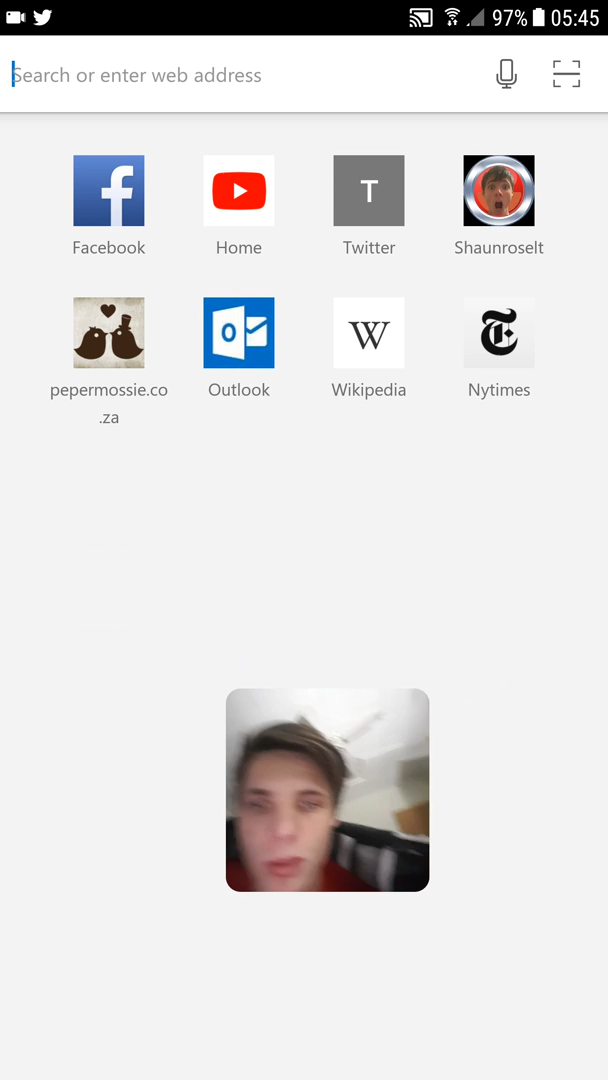 97% 05:45
Search or enter web address
f
T
Facebook Home Twitter Shaunroselt
O W T
pepermossie.co Outlook Wikipedia Nytimes
.za